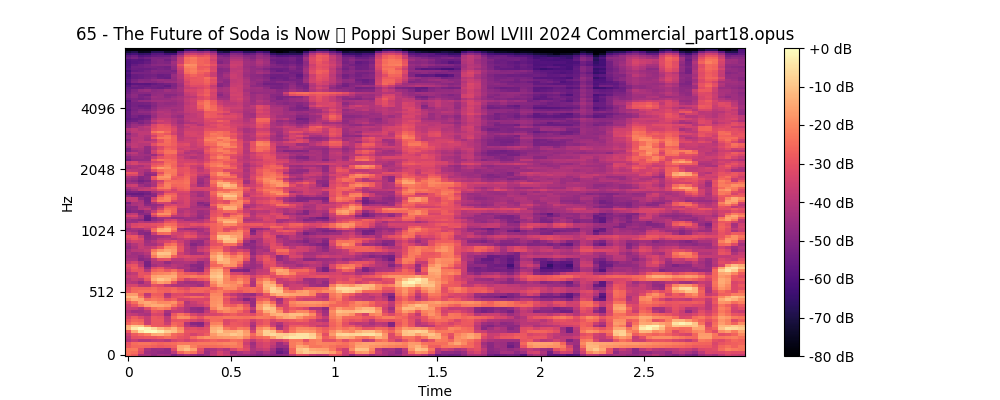 65 - The Future of Soda is Now ▯ Poppi Super Bowl LVIII 2024 Commercial_part18.opus
Hz
4096
2048
1024
512
0
0 0.5 1 1.5 2 2.5
Time
+0 dB
-10 dB
-20 dB
-30 dB
-40 dB
-50 dB
-60 dB
-70 dB
-80 dB